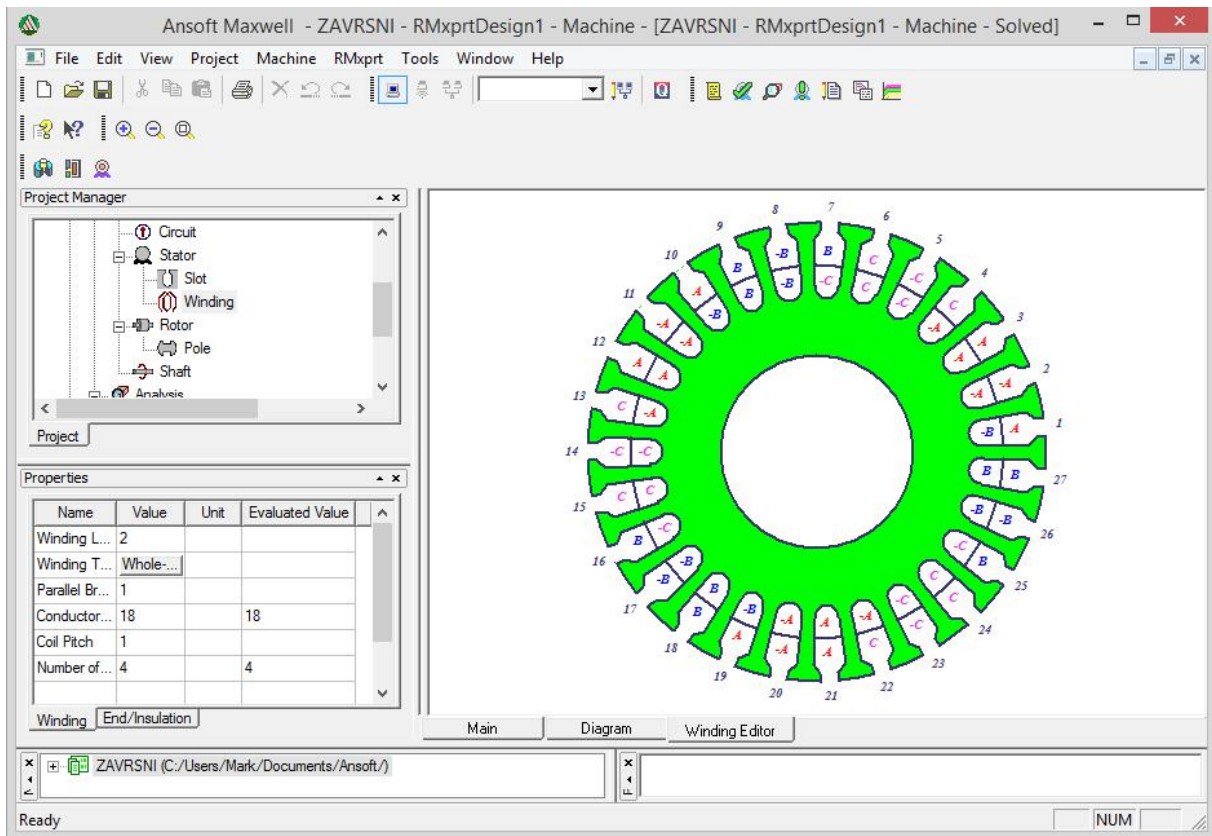 Ansoft Maxwell - ZAVRSNI - RMxprtDesign1 - Machine - [ZAVRSNI - RMxprtDesign1 - Machine - Solved]
File Edit View Project Machine RMxprt Tools Window Help
Project Manager
Circuit
Stator
Slot
Winding
Rotor
Pole
Shaft
Analysis
Project
Properties
Name Value Unit Evaluated Value
Winding L... 2
Winding T... Whole-...
Parallel Br... 1
Conductor... 18 18
Coil Pitch 1
Number of... 4 4
Winding End/Insulation
1 A -B
2 -A -A
3 A A
4 C -A
5 -C -C
6 C C
7 B -C
8 -B -B
9 B B
10 A -B
11 -A -A
12 A A
13 C -A
14 -C -C
15 C C
16 B -C
17 -B -B
18 B B
19 A -B
20 -A -A
21 A A
22 C -A
23 -C -C
24 C C
25 B -C
26 -B -B
27 B B
Main Diagram Winding Editor
ZAVRSNI (C:/Users/Mark/Documents/Ansoft/)
Ready NUM